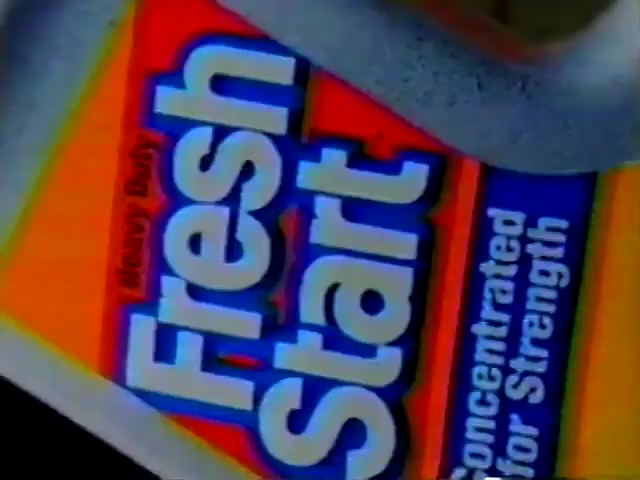 Heavy Duty
Fresh
Start
Concentrated
for Strength